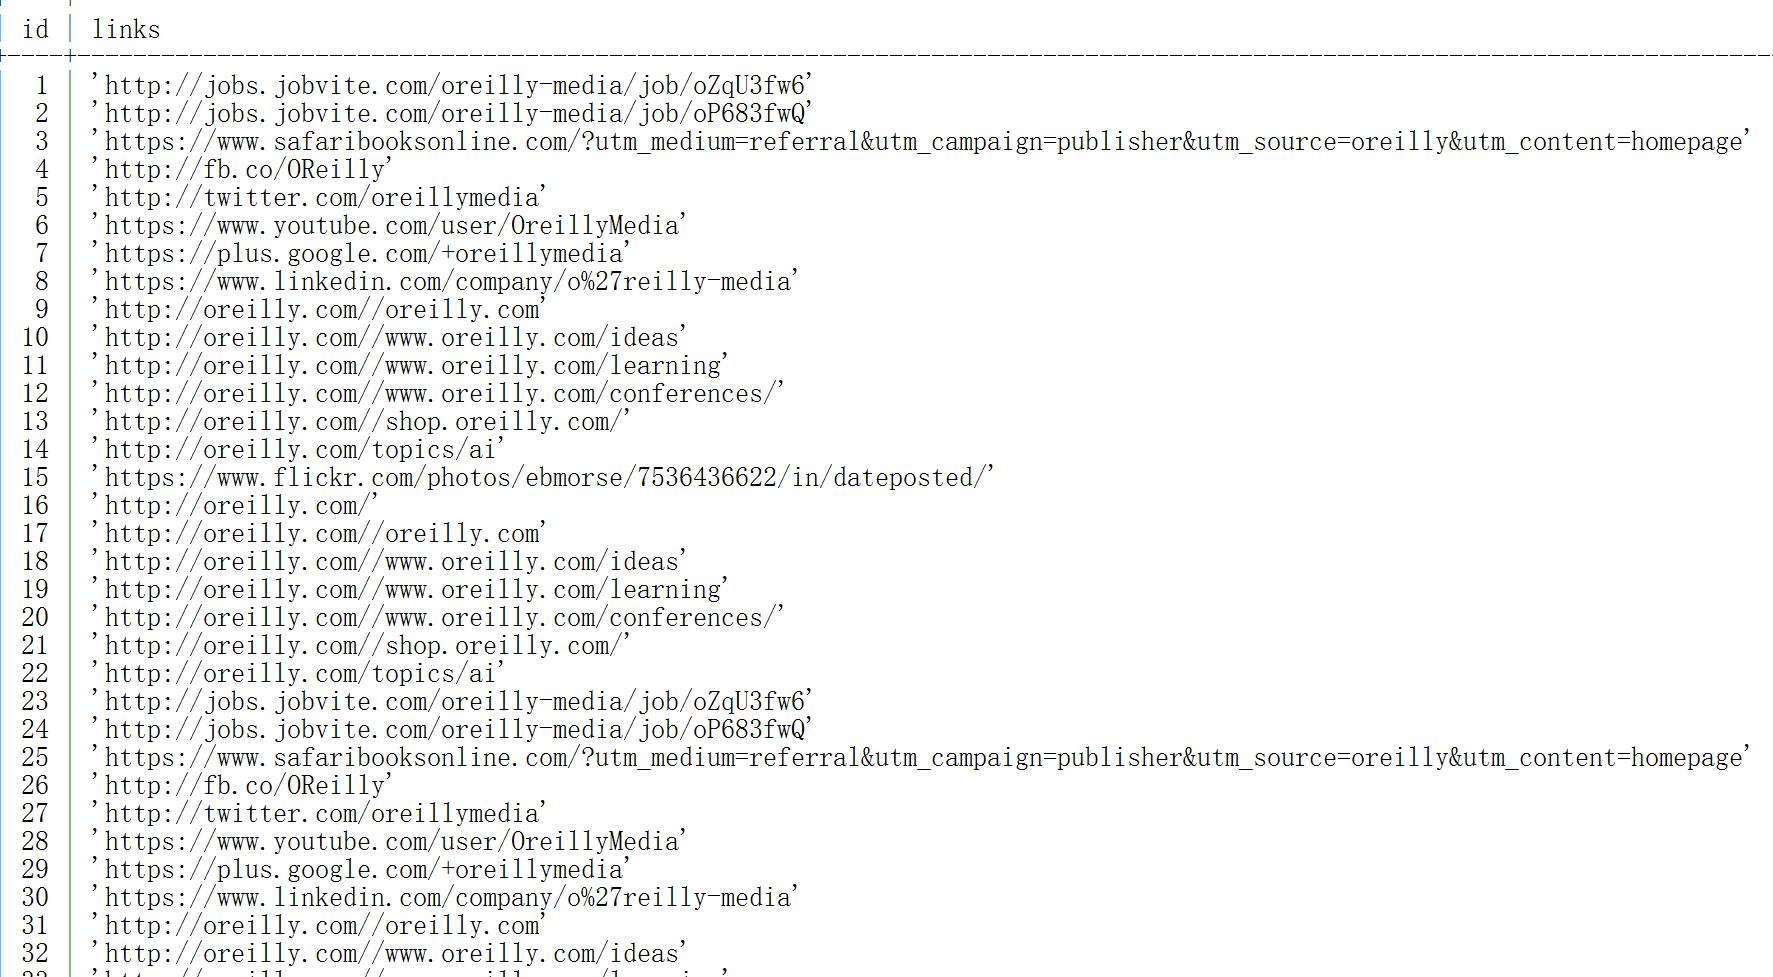 id | links
1 'http://jobs.jobvite.com/oreilly-media/job/oZqU3fw6'
2 'http://jobs.jobvite.com/oreilly-media/job/oP683fwQ'
3 'https://www.safaribooksonline.com/?utm_medium=referral&utm_campaign=publisher&utm_source=oreilly&utm_content=homepage'
4 'http://fb.co/OReilly'
5 'http://twitter.com/oreillymedia'
6 'https://www.youtube.com/user/OreillyMedia'
7 'https://plus.google.com/+oreillymedia'
8 'https://www.linkedin.com/company/o%27reilly-media'
9 'http://oreilly.com//oreilly.com'
10 'http://oreilly.com//www.oreilly.com/ideas'
11 'http://oreilly.com//www.oreilly.com/learning'
12 'http://oreilly.com//www.oreilly.com/conferences/'
13 'http://oreilly.com//shop.oreilly.com/'
14 'http://oreilly.com/topics/ai'
15 'https://www.flickr.com/photos/ebmorse/7536436622/in/dateposted/'
16 'http://oreilly.com/'
17 'http://oreilly.com//oreilly.com'
18 'http://oreilly.com//www.oreilly.com/ideas'
19 'http://oreilly.com//www.oreilly.com/learning'
20 'http://oreilly.com//www.oreilly.com/conferences/'
21 'http://oreilly.com//shop.oreilly.com/'
22 'http://oreilly.com/topics/ai'
23 'http://jobs.jobvite.com/oreilly-media/job/oZqU3fw6'
24 'http://jobs.jobvite.com/oreilly-media/job/oP683fwQ'
25 'https://www.safaribooksonline.com/?utm_medium=referral&utm_campaign=publisher&utm_source=oreilly&utm_content=homepage'
26 'http://fb.co/OReilly'
27 'http://twitter.com/oreillymedia'
28 'https://www.youtube.com/user/OreillyMedia'
29 'https://plus.google.com/+oreillymedia'
30 'https://www.linkedin.com/company/o%27reilly-media'
31 'http://oreilly.com//oreilly.com'
32 'http://oreilly.com//www.oreilly.com/ideas'